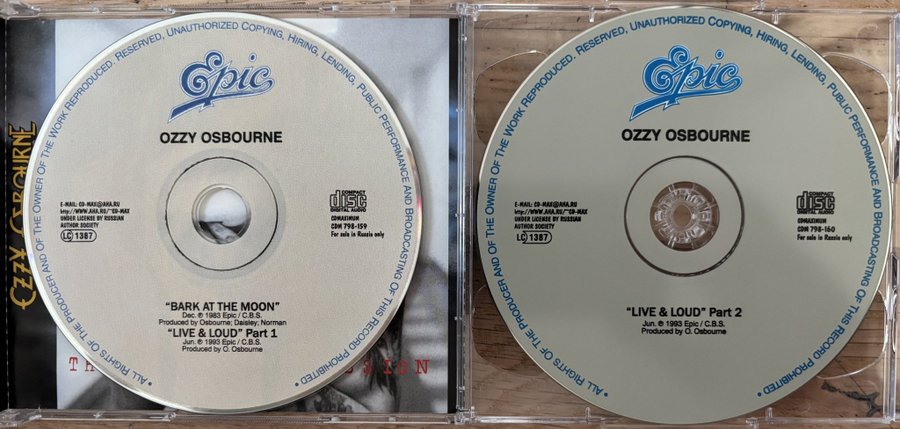 OZZY OSBOURNE
ALL RIGHTS OF THE PRODUCER AND OF THE OWNER OF THE WORK REPRODUCED. RESERVED, UNAUTHORIZED COPYING, HIRING, LENDING, PUBLIC PERFORMANCE AND BROADCASTING OF THIS RECORD PROHIBITED.
Epic
OZZY OSBOURNE
E-MAIL: CD-MAX@AHA.RU
http://WWW.AHA.RU/~CD-MAX
UNDER LICENSE BY RUSSIAN
AUTHOR SOCIETY
LC 1387
COMPACT
disc
DIGITAL AUDIO
CDMAXIMUM
CDM 798-159
For sale in Russia only
"BARK AT THE MOON"
Dec. ℗ 1983 Epic / C.B.S.
Produced by Osbourne; Daisley; Norman
"LIVE & LOUD" Part 1
Jun. ℗ 1993 Epic / C.B.S.
Produced by O. Osbourne
ALL RIGHTS OF THE PRODUCER AND OF THE OWNER OF THE WORK REPRODUCED. RESERVED, UNAUTHORIZED COPYING, HIRING, LENDING, PUBLIC PERFORMANCE AND BROADCASTING OF THIS RECORD PROHIBITED.
Epic
OZZY OSBOURNE
E-MAIL: CD-MAX@AHA.RU
http://WWW.AHA.RU/~CD-MAX
UNDER LICENSE BY RUSSIAN
AUTHOR SOCIETY
LC 1387
COMPACT
disc
DIGITAL AUDIO
CDMAXIMUM
CDM 798-160
For sale in Russia only
"LIVE & LOUD" Part 2
Jun. ℗ 1993 Epic / C.B.S.
Produced by O. Osbourne